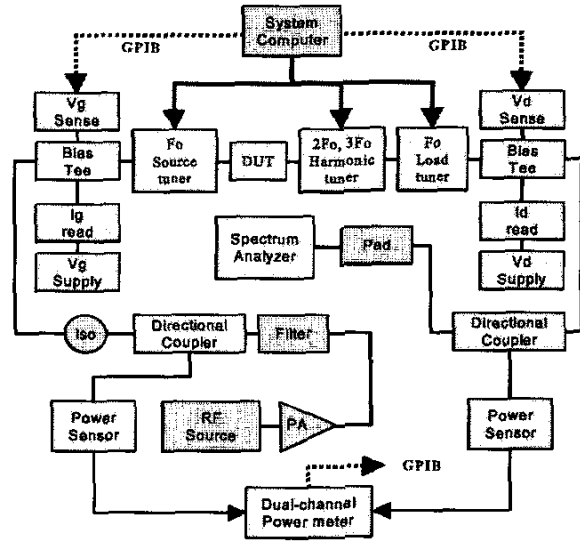 System
Computer
GPIB
GPIB
Vg
Sense
Vd
Sense
Bias
Tee
Fo
Source
tuner
DUT
2Fo, 3Fo
Harmonic
tuner
Fo
Load
tuner
Bias
Tee
Ig
read
Id
read
Spectrum
Analyzer
Pad
Vg
Supply
Vd
Supply
Iso
Directional
Coupler
Filter
Directional
Coupler
Power
Sensor
RF
Source
PA
Power
Sensor
GPIB
Dual-channel
Power meter